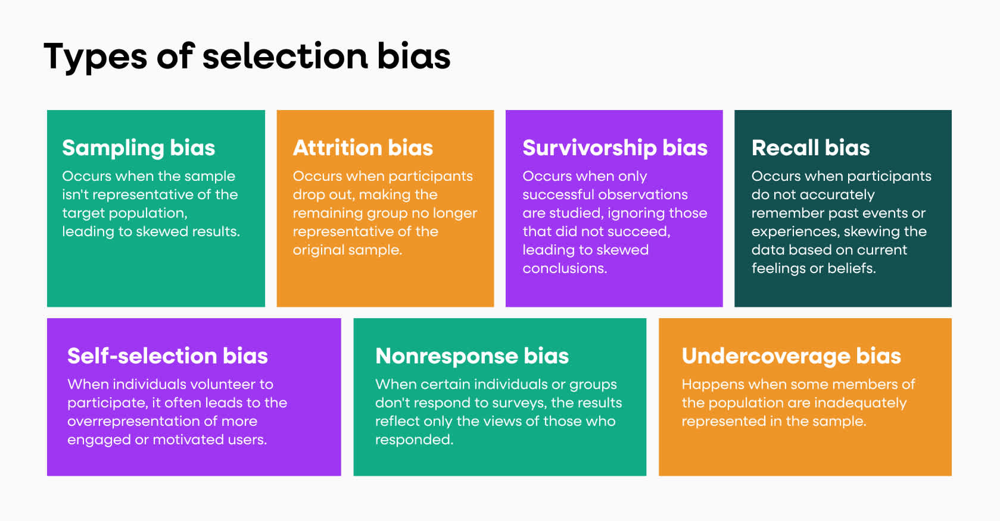 Types of selection bias
Sampling bias
Occurs when the sample
isn't representative of the
target population,
leading to skewed results.
Attrition bias
Occurs when participants
drop out, making the
remaining group no longer
representative of the
original sample.
Survivorship bias
Occurs when only
successful observations
are studied, ignoring those
that did not succeed,
leading to skewed
conclusions.
Recall bias
Occurs when participants
do not accurately
remember past events or
experiences, skewing the
data based on current
feelings or beliefs.
Self-selection bias
When individuals volunteer to
participate, it often leads to the
overrepresentation of more
engaged or motivated users.
Nonresponse bias
When certain individuals or groups
don't respond to surveys, the results
reflect only the views of those who
responded.
Undercoverage bias
Happens when some members of
the population are inadequately
represented in the sample.